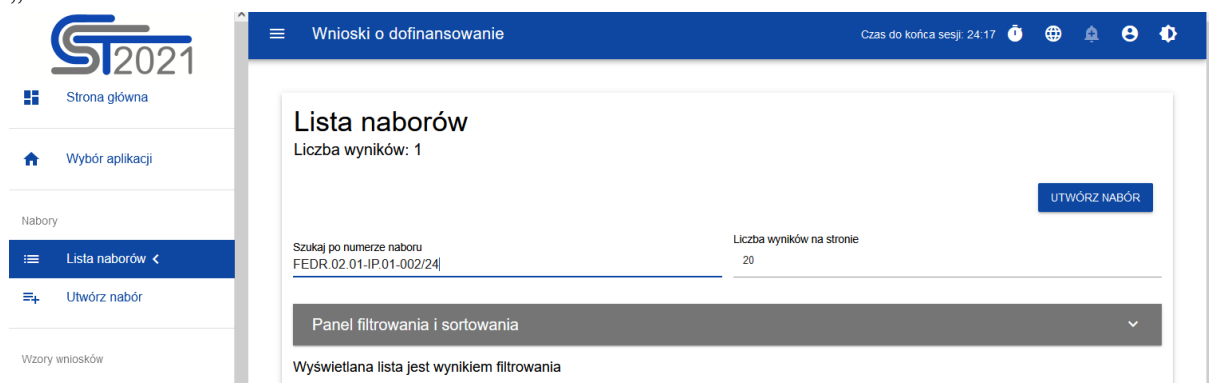 „
CST2021
Strona główna
Wybór aplikacji
Nabory
Lista naborów <
Utwórz nabór
Wzory wniosków
Wnioski o dofinansowanie
Czas do końca sesji: 24:17
Lista naborów
Liczba wyników: 1
UTWÓRZ NABÓR
Szukaj po numerze naboru
FEDR.02.01-IP.01-002/24
Liczba wyników na stronie
20
Panel filtrowania i sortowania
Wyświetlana lista jest wynikiem filtrowania